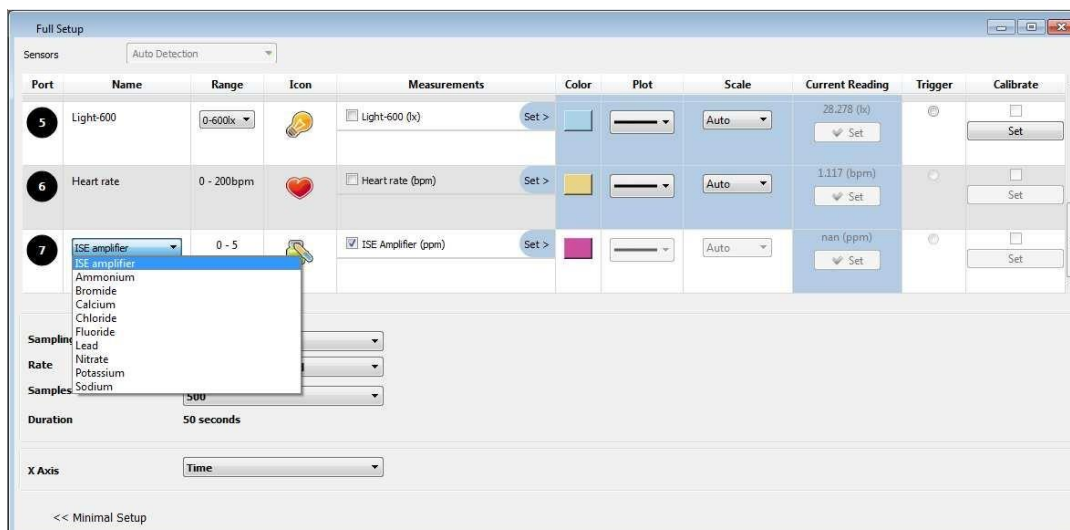 Full Setup
Sensors Auto Detection
Port Name Range Icon Measurements Color Plot Scale Current Reading Trigger Calibrate
5 Light-600 0-600lx Light-600 (lx) Set > Auto 28.278 (lx)
Set Set
6 Heart rate 0 - 200bpm Heart rate (bpm) Set > Auto 1.117 (bpm)
Set Set
7 ISE amplifier 0 - 5 ISE Amplifier (ppm) Set > Auto nan (ppm)
Set Set
ISE amplifier
Ammonium
Bromide
Calcium
Chloride
Fluoride
Lead
Nitrate
Potassium
Sodium
Sampling
Rate
Samples 500
Duration 50 seconds
X Axis Time
<< Minimal Setup